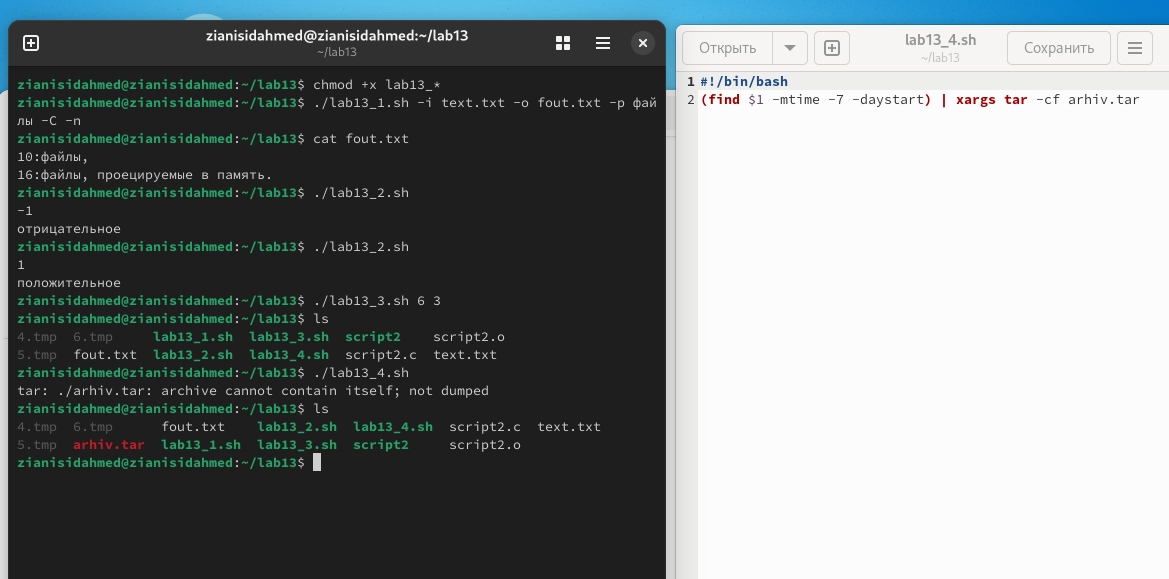 zianisidahmed@zianisidahmed:~/lab13
~/lab13
zianisidahmed@zianisidahmed:~/lab13$ chmod +x lab13_*
zianisidahmed@zianisidahmed:~/lab13$ ./lab13_1.sh -i text.txt -o fout.txt -p фай
лы -C -n
zianisidahmed@zianisidahmed:~/lab13$ cat fout.txt
10:файлы,
16:файлы, проецируемые в память.
zianisidahmed@zianisidahmed:~/lab13$ ./lab13_2.sh
-1
отрицательное
zianisidahmed@zianisidahmed:~/lab13$ ./lab13_2.sh
1
положительное
zianisidahmed@zianisidahmed:~/lab13$ ./lab13_3.sh 6 3
zianisidahmed@zianisidahmed:~/lab13$ ls
4.tmp  6.tmp     lab13_1.sh  lab13_3.sh  script2    script2.o
5.tmp  fout.txt  lab13_2.sh  lab13_4.sh  script2.c  text.txt
zianisidahmed@zianisidahmed:~/lab13$ ./lab13_4.sh
tar: ./arhiv.tar: archive cannot contain itself; not dumped
zianisidahmed@zianisidahmed:~/lab13$ ls
4.tmp  6.tmp      fout.txt    lab13_2.sh  lab13_4.sh  script2.c  text.txt
5.tmp  arhiv.tar  lab13_1.sh  lab13_3.sh  script2     script2.o
zianisidahmed@zianisidahmed:~/lab13$
Открыть
lab13_4.sh
~/lab13
Сохранить
1 #!/bin/bash
2 (find $1 -mtime -7 -daystart) | xargs tar -cf arhiv.tar